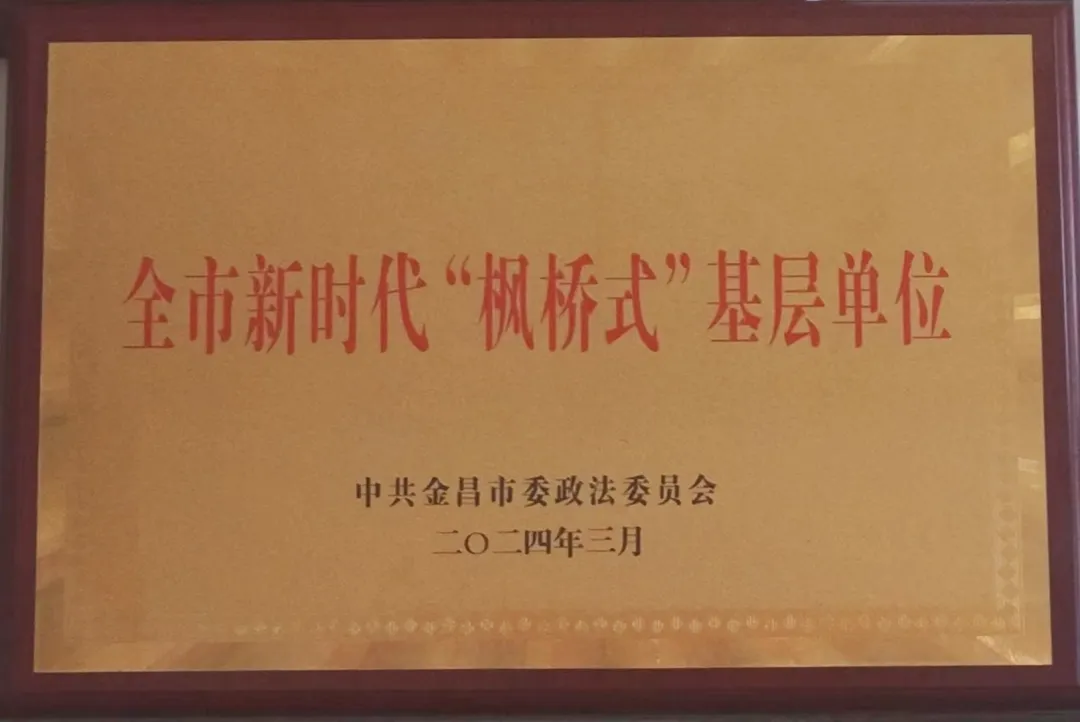 全市新时代“枫桥式”基层单位
中共金昌市委政法委员会
二〇二四年三月